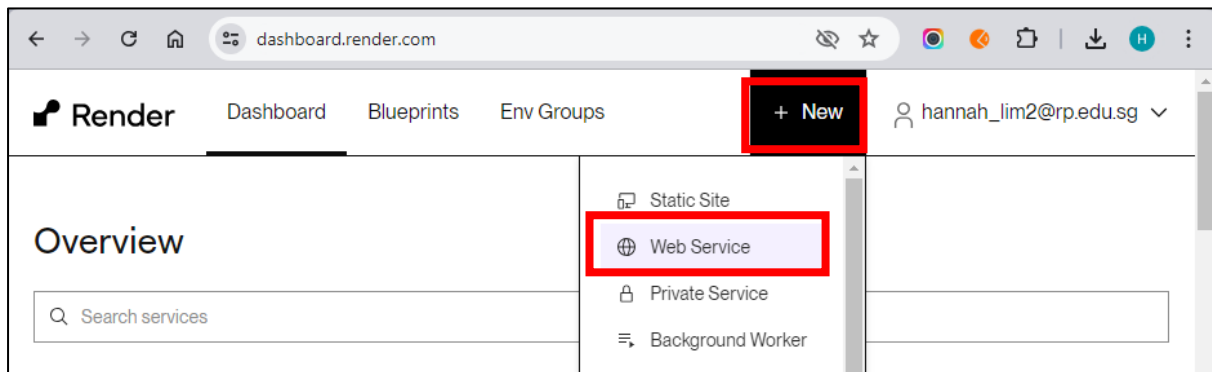 dashboard.render.com
H
Render Dashboard Blueprints Env Groups + New hannah_lim2@rp.edu.sg
Static Site
Overview
Web Service
Private Service
Search services
Background Worker